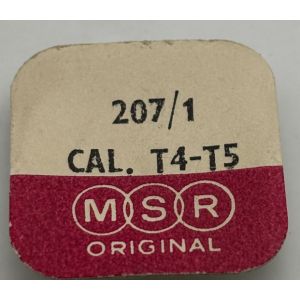 207/1
CAL. T4-T5
MSR
ORIGINAL